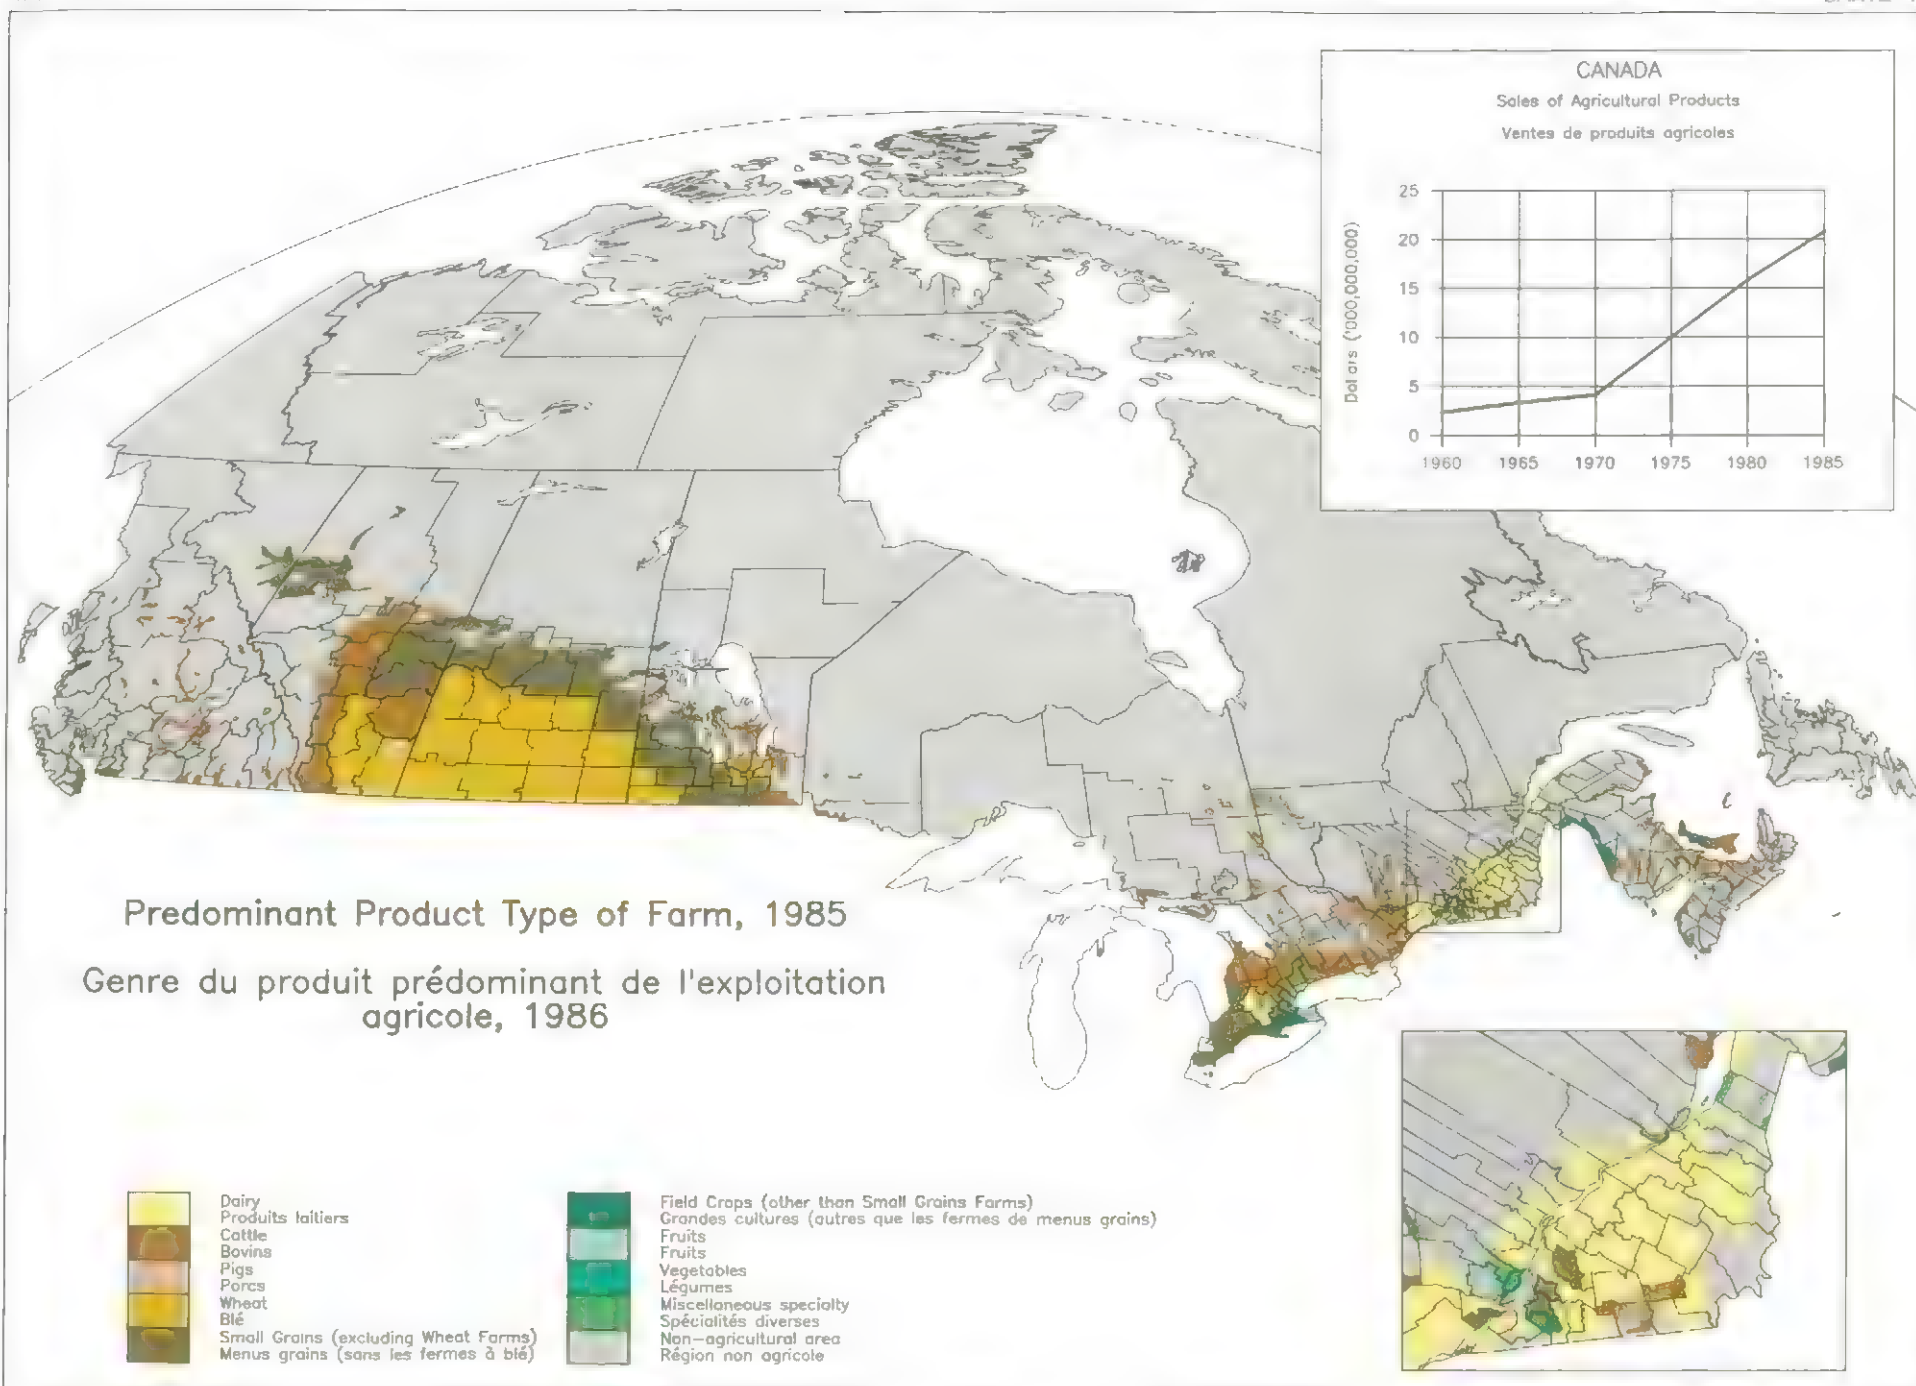 CANADA
Sales of Agricultural Products
Ventes de produits agricoles
25
20
15
10
5
0
Dollars ('000,000,000)
1960 1965 1970 1975 1980 1985
Predominant Product Type of Farm, 1985
Genre du produit prédominant de l'exploitation
agricole, 1986
Dairy
Produits laitiers
Cattle
Bovins
Pigs
Porcs
Wheat
Blé
Small Grains (excluding Wheat Farms)
Menus grains (sans les fermes à blé)
Field Crops (other than Small Grains Farms)
Grandes cultures (autres que les fermes de menus grains)
Fruits
Fruits
Vegetables
Légumes
Miscellaneous specialty
Spécialités diverses
Non-agricultural area
Région non agricole